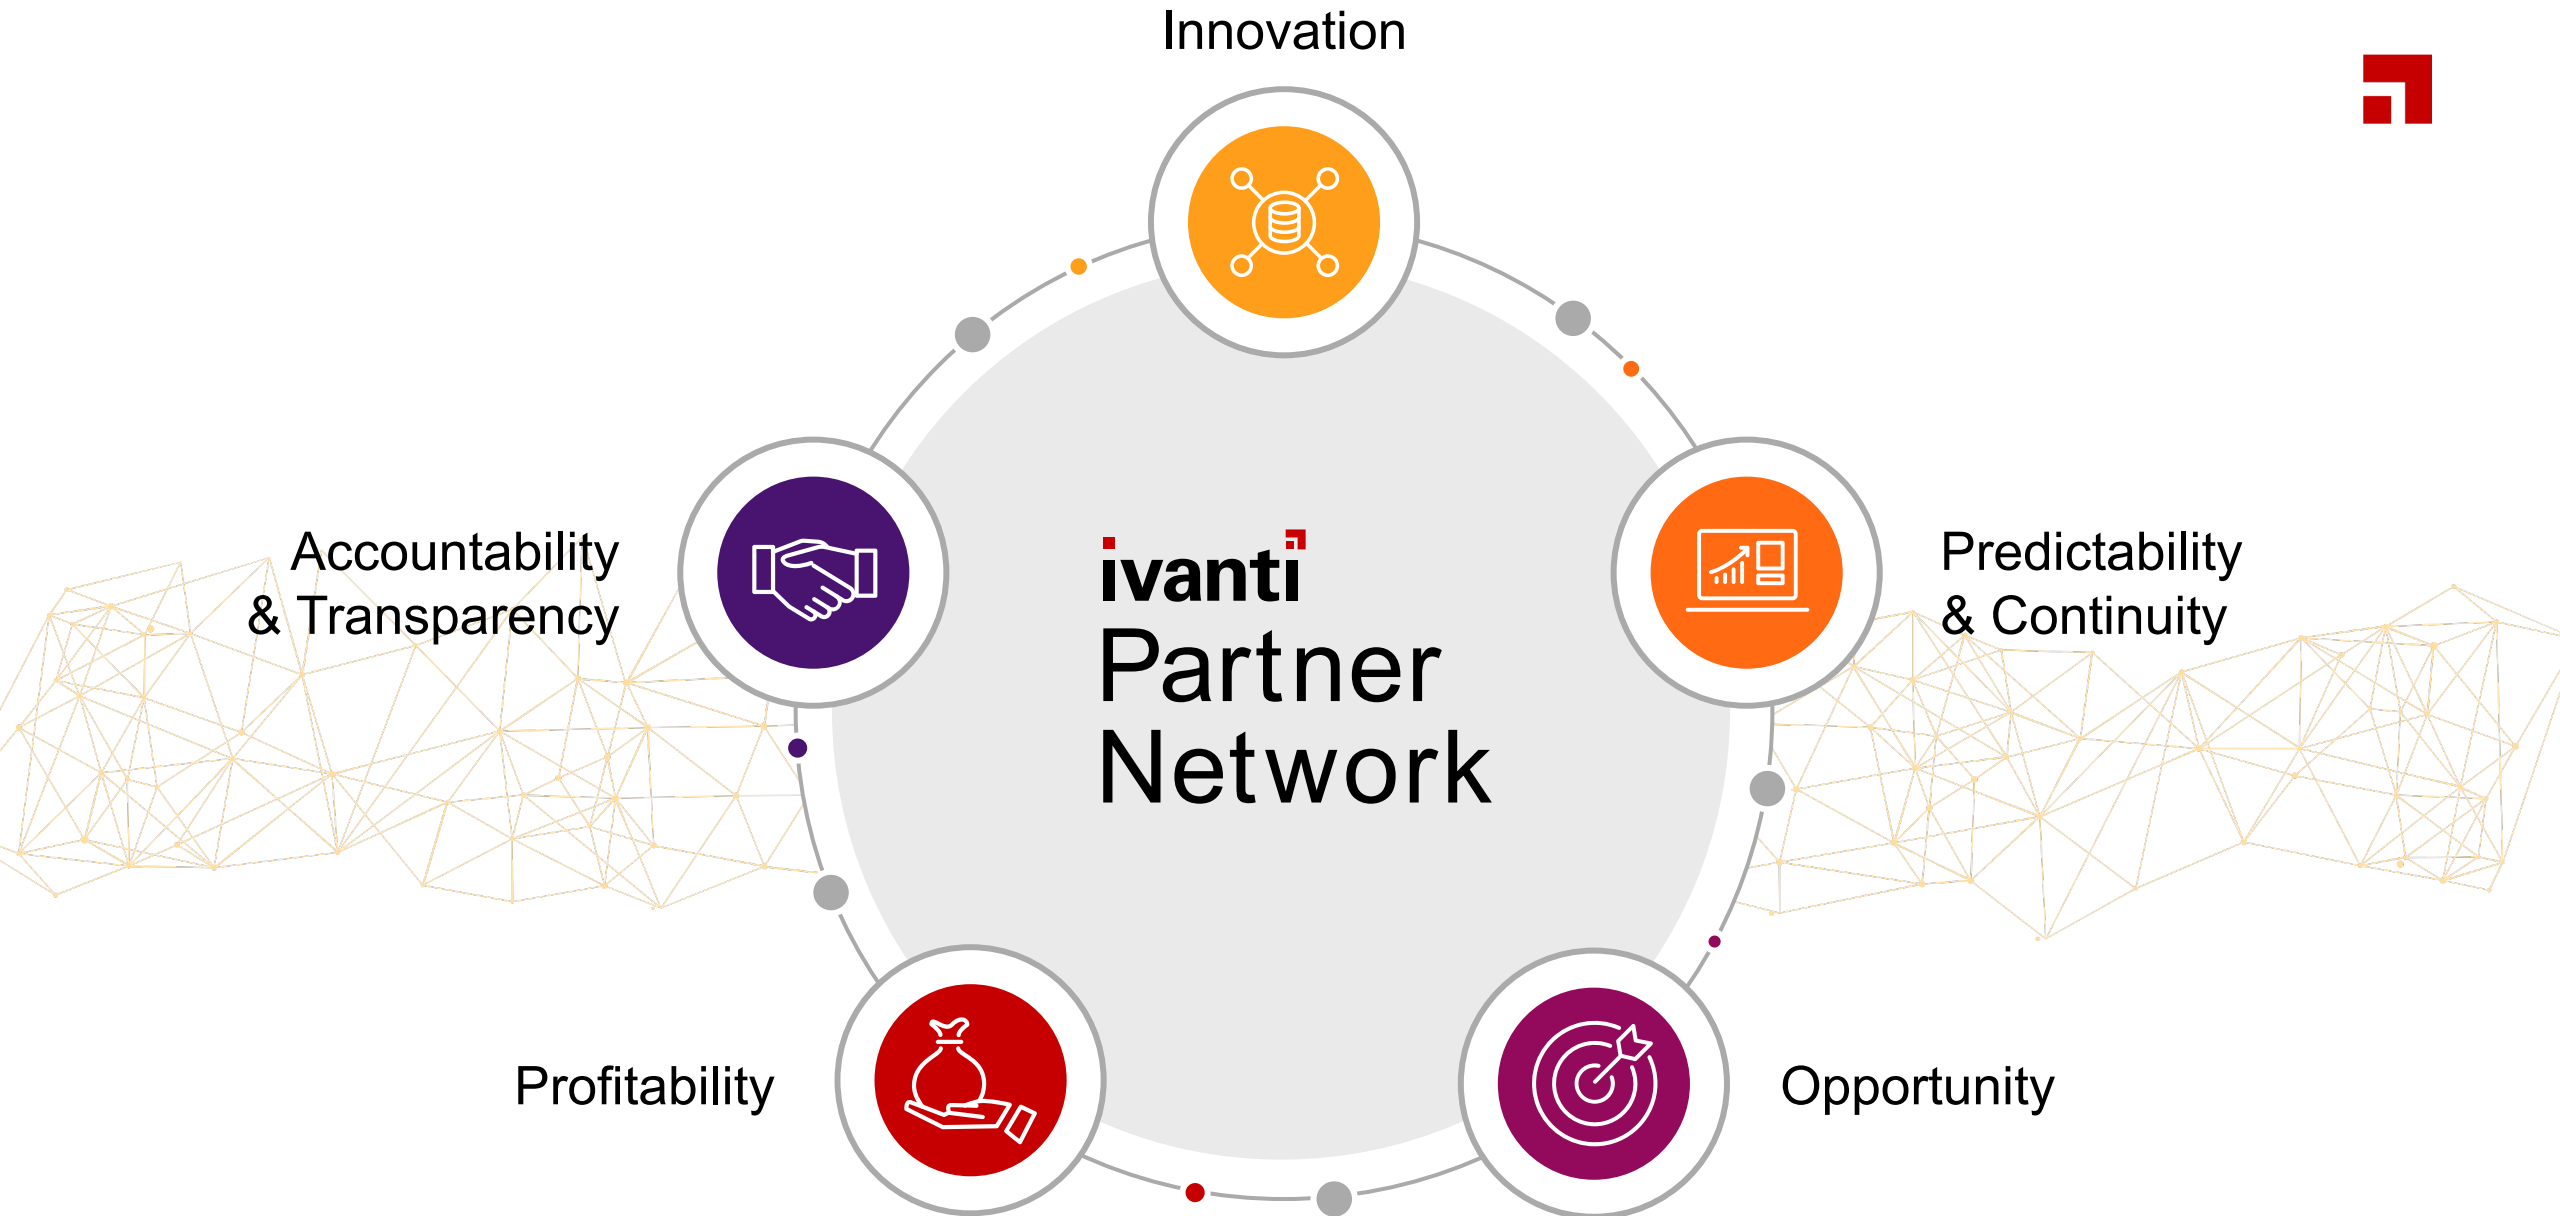 Innovation
Accountability
& Transparency
ivanti
Partner
Network
Predictability
& Continuity
Profitability
Opportunity